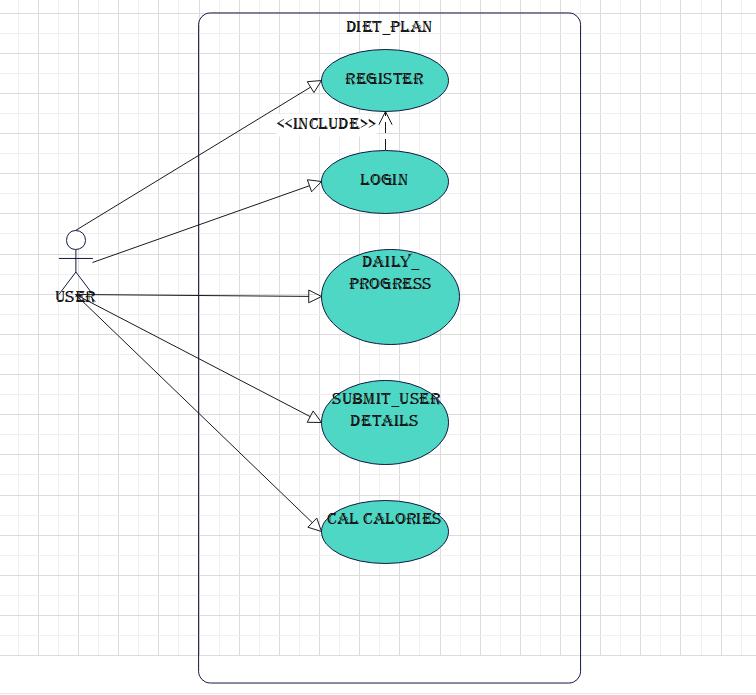 DIET_PLAN
REGISTER
<<INCLUDE>>
LOGIN
DAILY_
PROGRESS
USER
SUBMIT_USER
DETAILS
CAL CALORIES